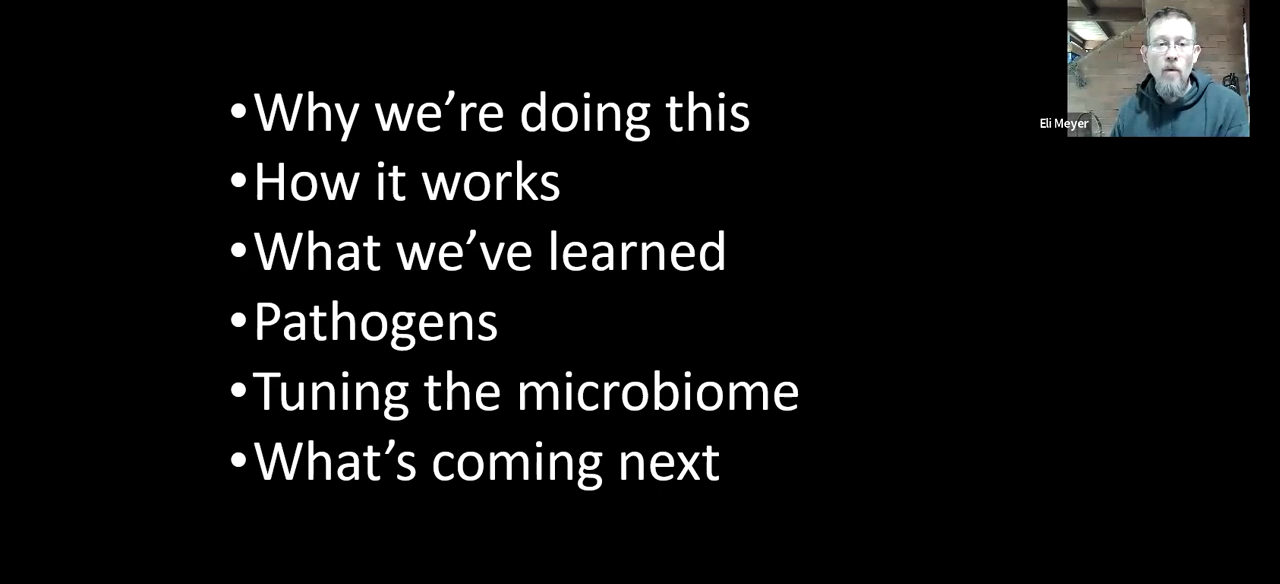 •Why we’re doing this
•How it works
•What we’ve learned
•Pathogens
•Tuning the microbiome
•What’s coming next
Eli Meyer